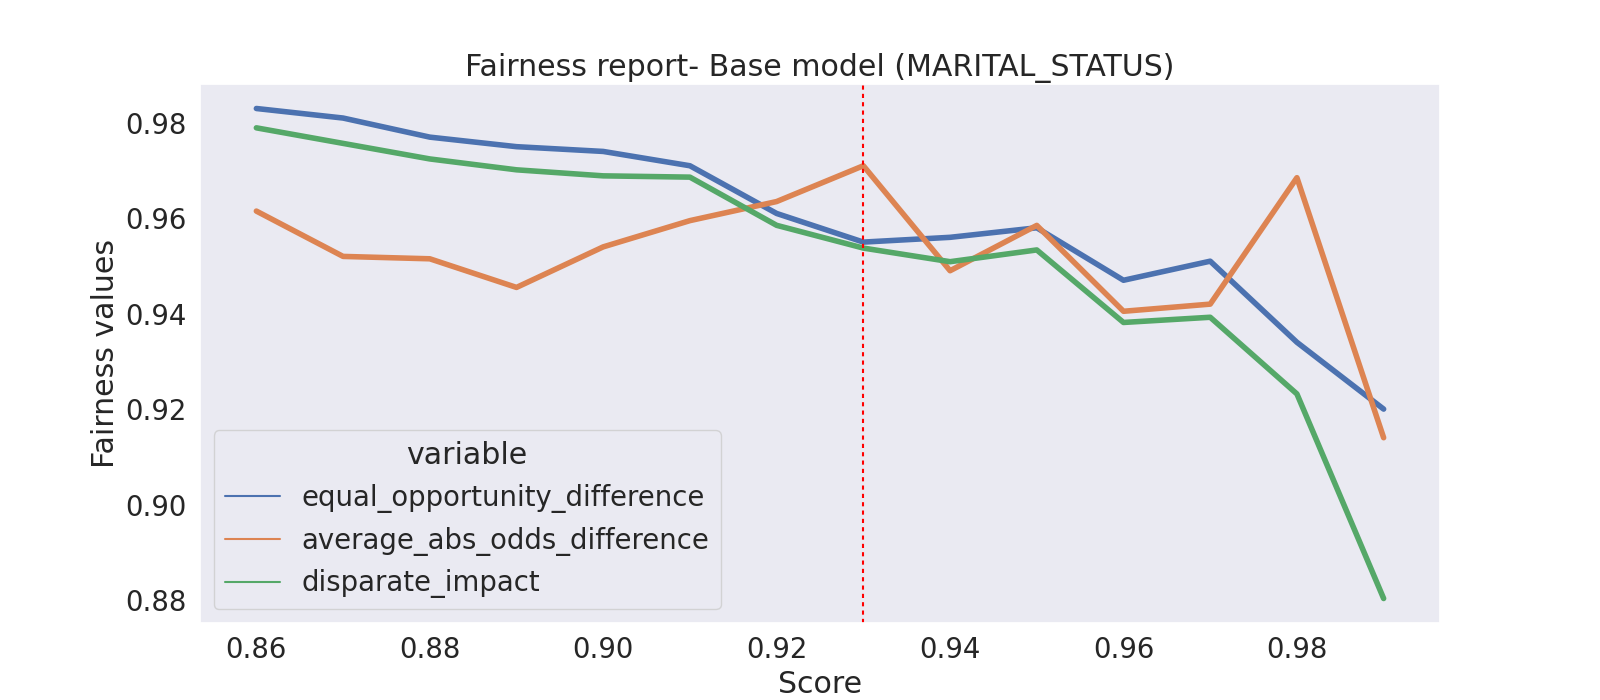 Fairness report- Base model (MARITAL_STATUS)
Fairness values
0.98
0.96
0.94
0.92
0.90
0.88
variable
equal_opportunity_difference
average_abs_odds_difference
disparate_impact
0.86 0.88 0.90 0.92 0.94 0.96 0.98
Score